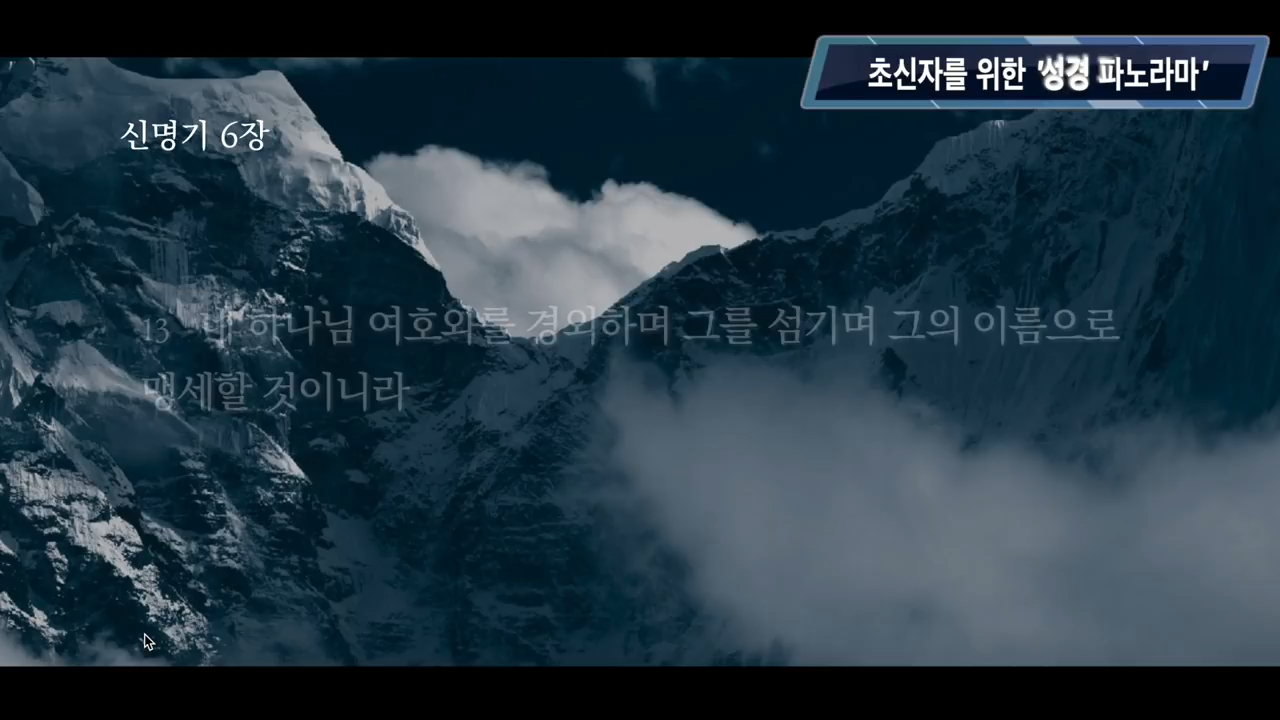 초신자를 위한 '성경 파노라마'
신명기 6장
13 네 하나님 여호와를 경외하며 그를 섬기며 그의 이름으로
맹세할 것이니라